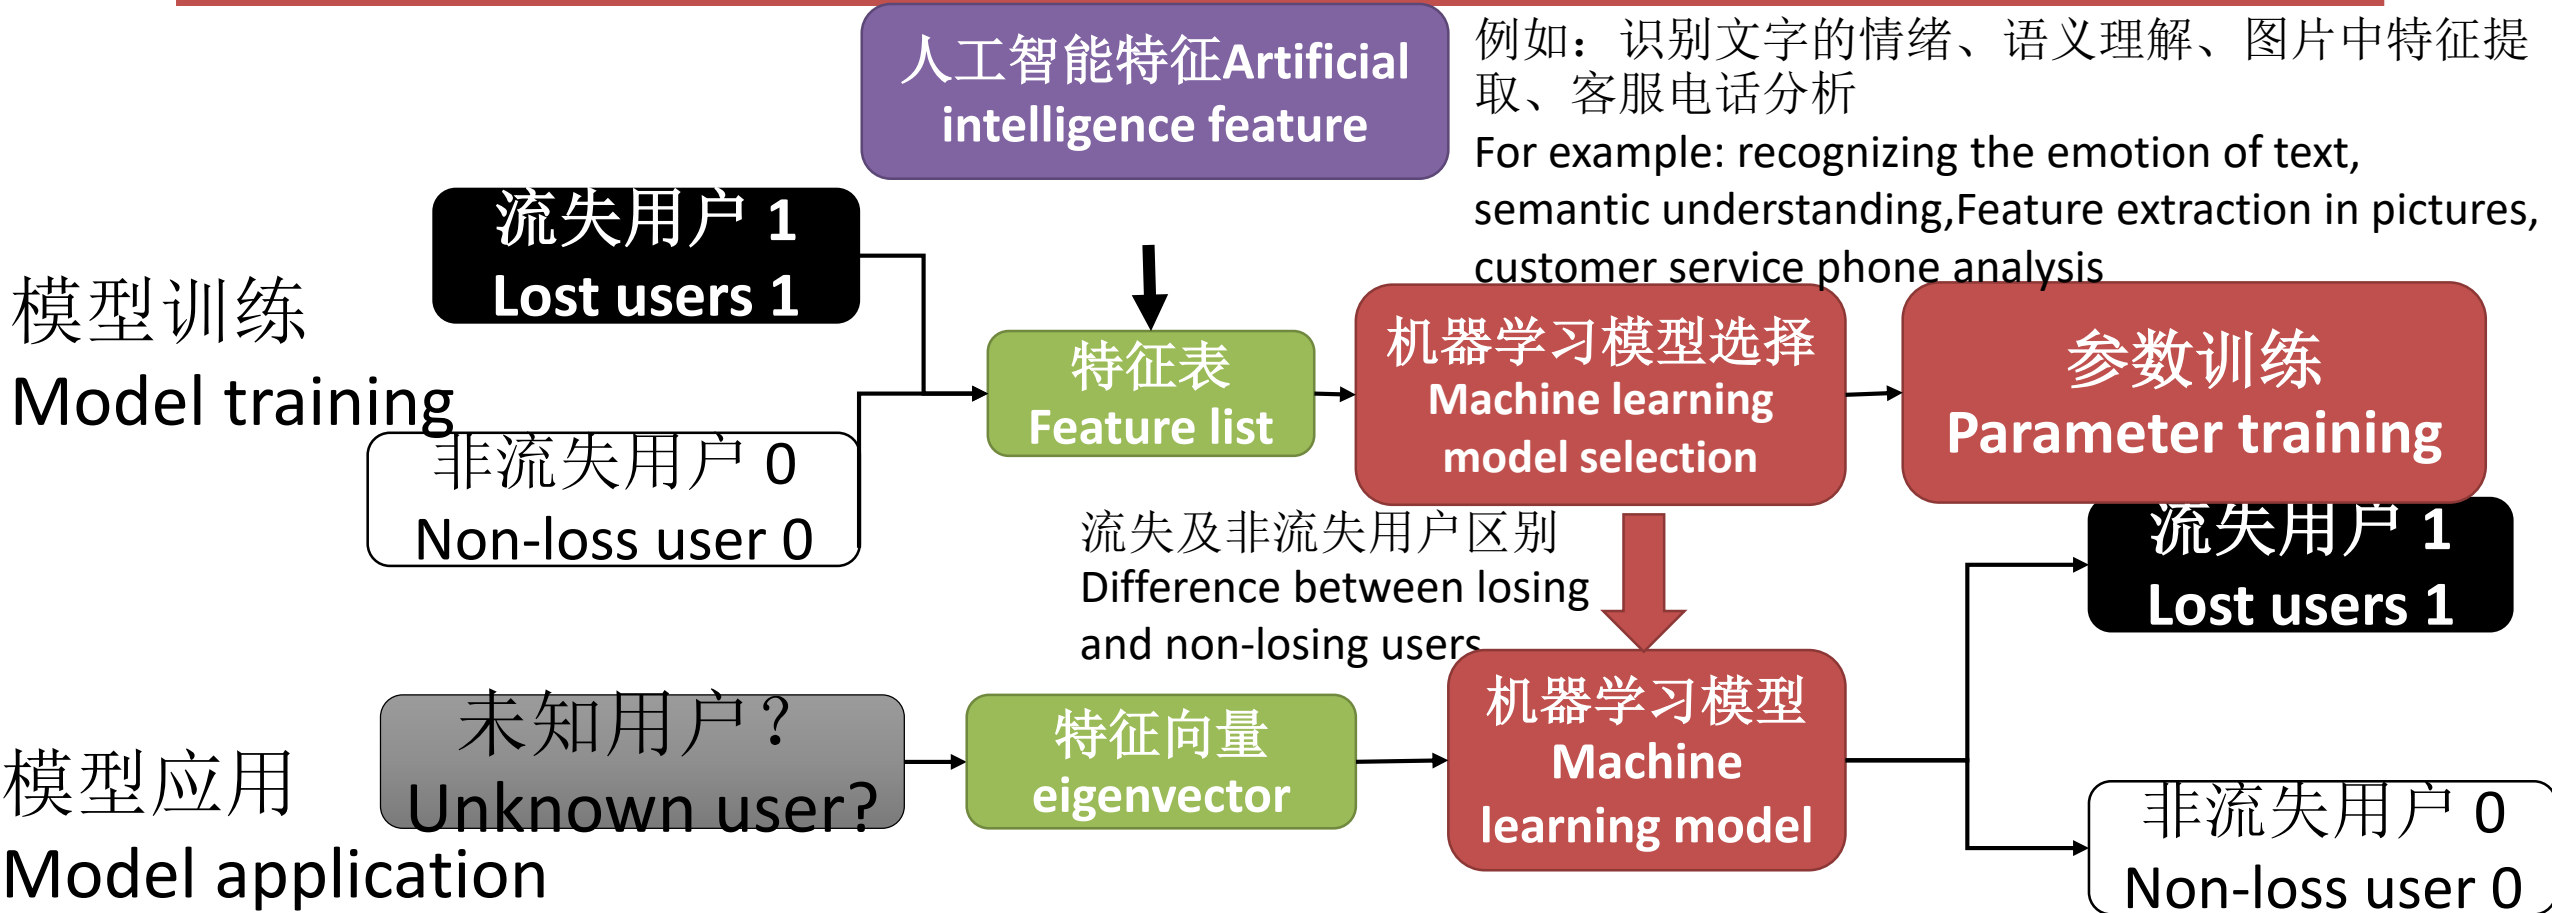 人工智能特征Artificial
intelligence feature
例如：识别文字的情绪、语义理解、图片中特征提
取、客服电话分析
For example: recognizing the emotion of text,
semantic understanding,Feature extraction in pictures,
customer service phone analysis
模型训练
Model training
流失用户 1
Lost users 1
非流失用户 0
Non-loss user 0
特征表
Feature list
机器学习模型选择
Machine learning
model selection
参数训练
Parameter training
流失及非流失用户区别
Difference between losing
and non-losing users
模型应用
Model application
未知用户？
Unknown user?
特征向量
eigenvector
机器学习模型
Machine
learning model
流失用户 1
Lost users 1
非流失用户 0
Non-loss user 0